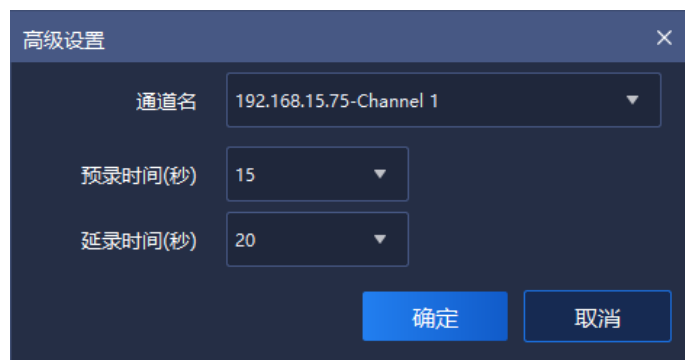 高级设置
通道名 192.168.15.75-Channel 1
预录时间(秒) 15
延录时间(秒) 20
确定 取消